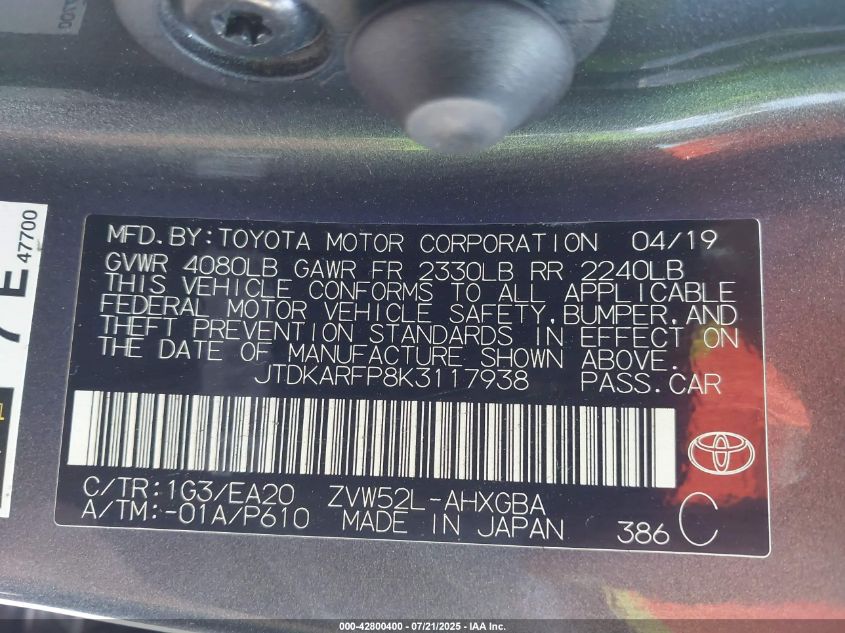 MFD.BY:TOYOTA MOTOR CORPORATION 04/19
GVWR 4080LB GAWR FR 2330LB RR 2240LB
THIS VEHICLE CONFORMS TO ALL APPLICABLE
FEDERAL MOTOR VEHICLE SAFETY,BUMPER,AND
THEFT PREVENTION STANDARDS IN EFFECT ON
THE DATE OF MANUFACTURE SHOWN ABOVE.
JTDKARFP8K3117938 PASS.CAR
C/TR:1G3/EA20 ZVW52L-AHXGBA
A/TM:-01A/P610 MADE IN JAPAN 386 C
7E
47700
000-42800400 - 07/21/2025 - IAA Inc.